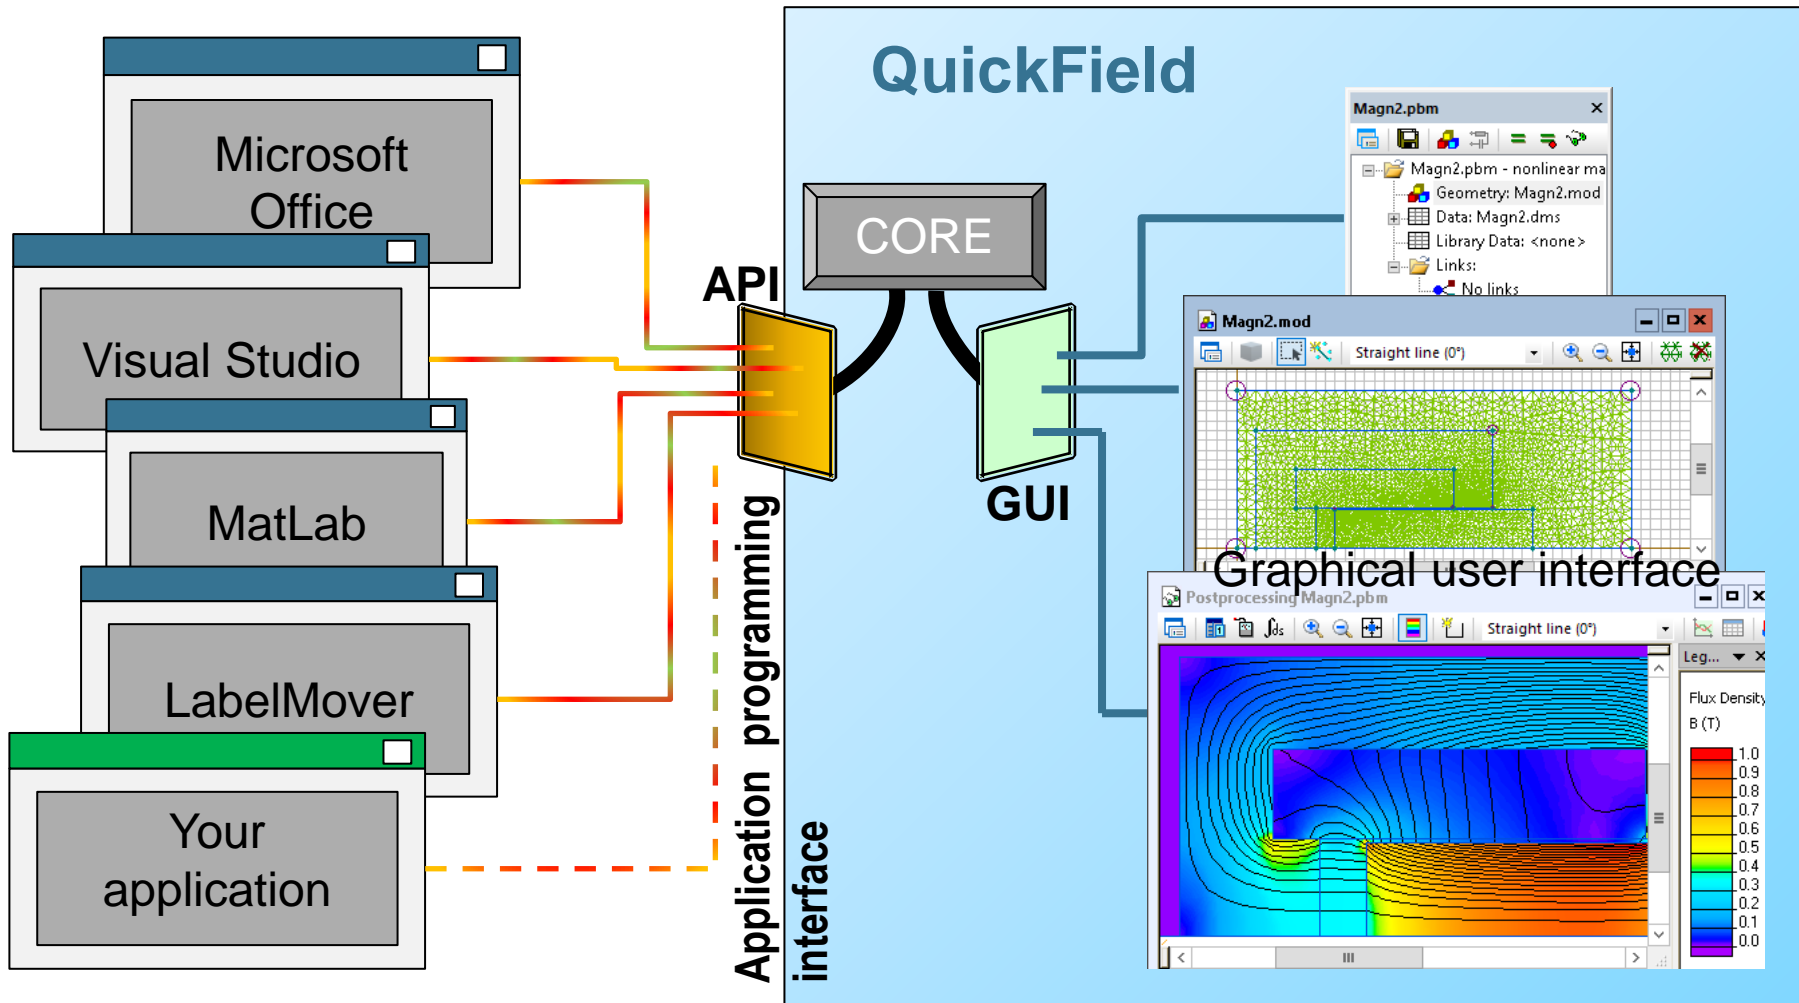 QuickField
Microsoft
Office
Visual Studio
MatLab
LabelMover
Your
application
API
CORE
GUI
Application programming
interface
Magn2.pbm
Magn2.pbm - nonlinear ma
Geometry: Magn2.mod
Data: Magn2.dms
Library Data: <none>
Links:
No links
Magn2.mod
Straight line (0°)
Graphical user interface
Postprocessing Magn2.pbm
Straight line (0°)
Leg...
Flux Density
B (T)
1.0
0.9
0.8
0.7
0.6
0.5
0.4
0.3
0.2
0.1
0.0